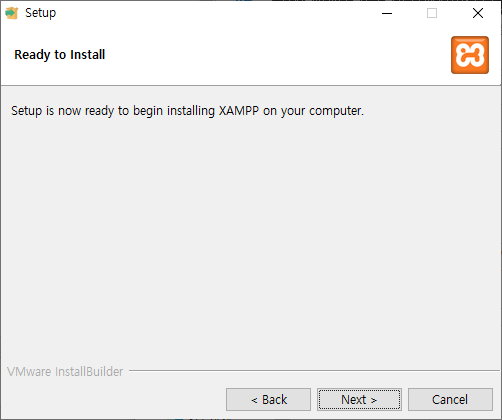 Setup
Ready to Install
Setup is now ready to begin installing XAMPP on your computer.
VMware InstallBuilder
< Back
Next >
Cancel